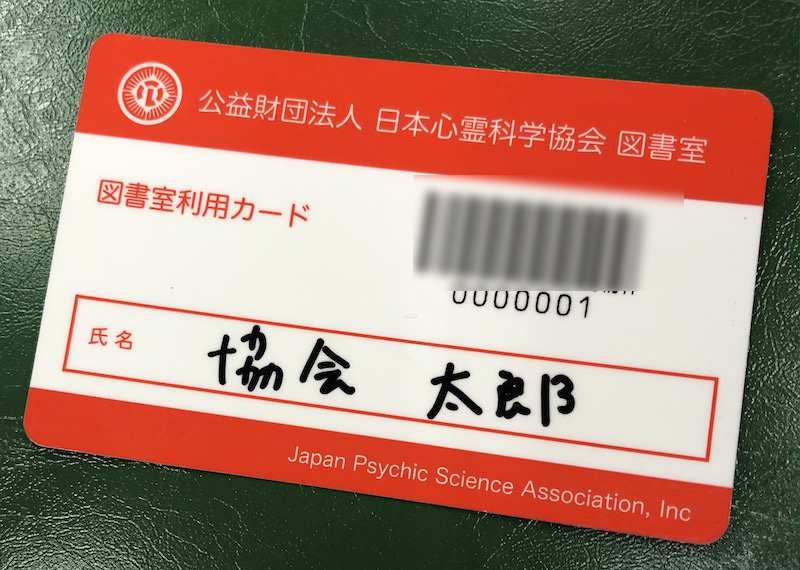 公益財団法人 日本心霊科学協会 図書室
図書室利用カード
0000001
氏名 協会 太郎
Japan Psychic Science Association, Inc